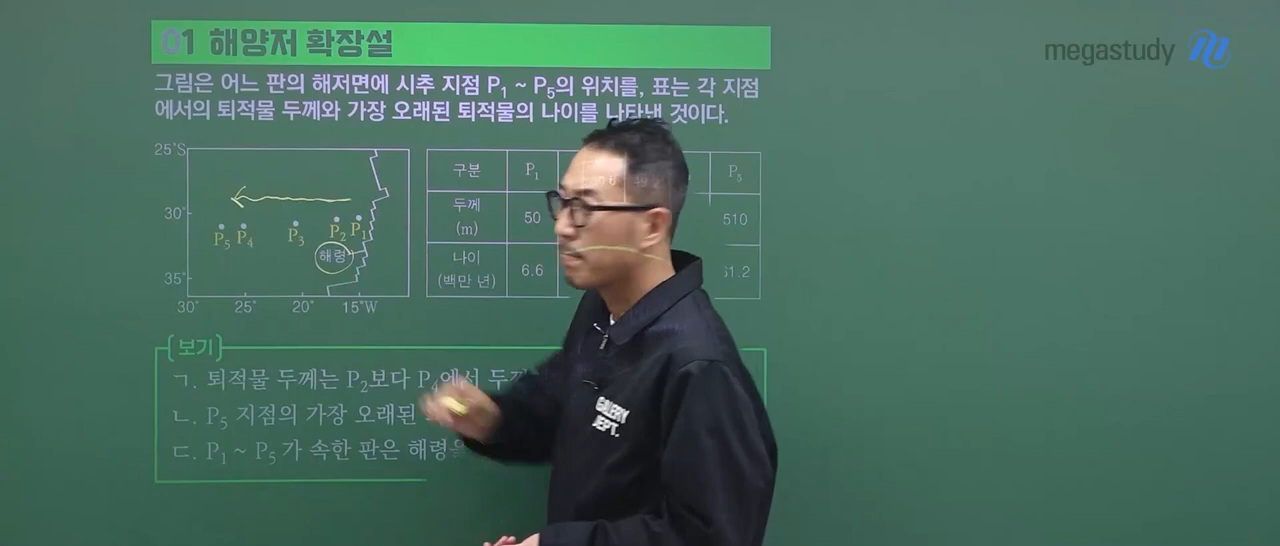 01 해양저 확장설
megastudy
그림은 어느 판의 해저면에 시추 지점 P₁ ~ P₅의 위치를, 표는 각 지점
에서의 퇴적물 두께와 가장 오래된 퇴적물의 나이를 나타낸 것이다.
25°S
30°
35°
P₅ P₄ P₃ P₂ P₁
해령
30° 25° 20° 15°W
구분 P₁ P₅
두께 (m) 50 510
나이 (백만 년) 6.6
[보기]
ㄱ. 퇴적물 두께는 P₂보다 P₄에서
ㄴ. P₅ 지점의 가장 오래된
ㄷ. P₁ ~ P₅가 속한 판은 해령을
GALERY
DEPT.